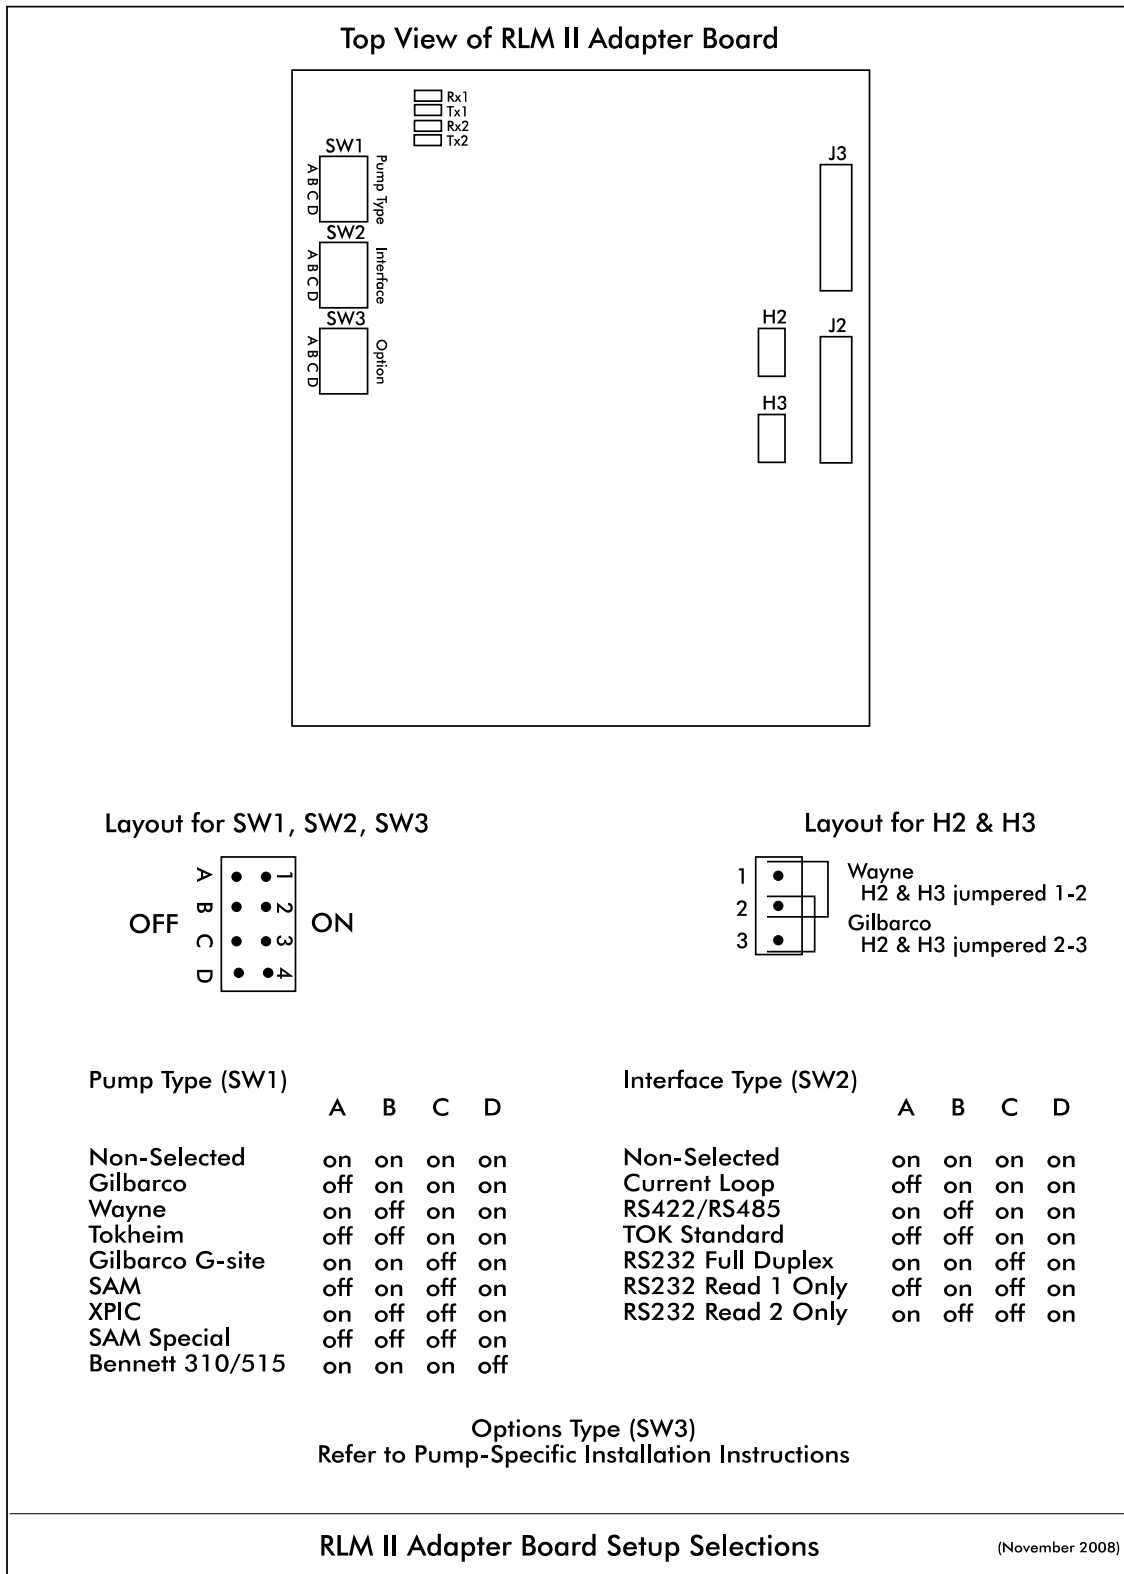 Top View of RLM II Adapter Board
Rx1
Tx1
Rx2
Tx2
SW1
A B C D
Pump Type
SW2
A B C D
Interface
SW3
A B C D
Option
J3
H2
J2
H3
Layout for SW1, SW2, SW3
OFF
A
B
C
D
1
2
3
4
ON
Layout for H2 & H3
1
2
3
Wayne
H2 & H3 jumpered 1-2
Gilbarco
H2 & H3 jumpered 2-3
Pump Type (SW1)
A B C D
Non-Selected on on on on
Gilbarco off on on on
Wayne on off on on
Tokheim off off on on
Gilbarco G-site on on off on
SAM off on off on
XPIC on off off on
SAM Special off off off on
Bennett 310/515 on on on off
Interface Type (SW2)
A B C D
Non-Selected on on on on
Current Loop off on on on
RS422/RS485 on off on on
TOK Standard off off on on
RS232 Full Duplex on on off on
RS232 Read 1 Only off on off on
RS232 Read 2 Only on off off on
Options Type (SW3)
Refer to Pump-Specific Installation Instructions
RLM II Adapter Board Setup Selections
(November 2008)